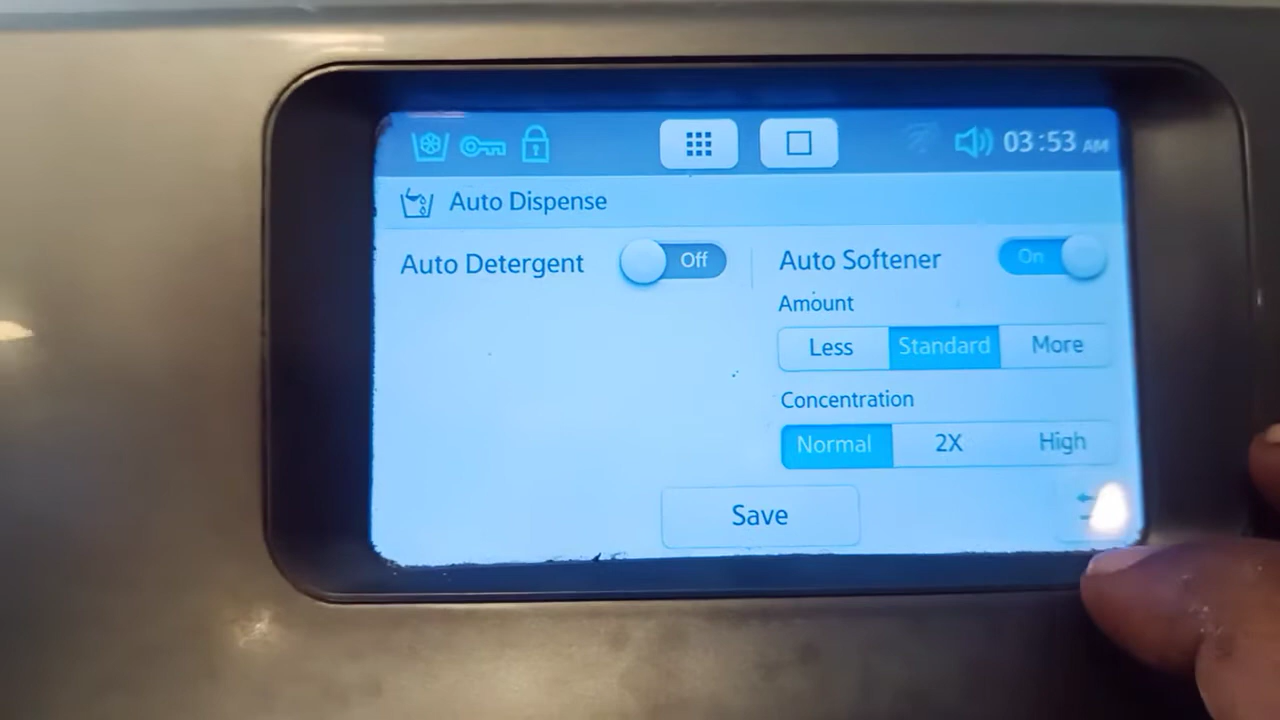 03:53 AM
Auto Dispense
Auto Detergent Off
Auto Softener On
Amount
Less Standard More
Concentration
Normal 2X High
Save